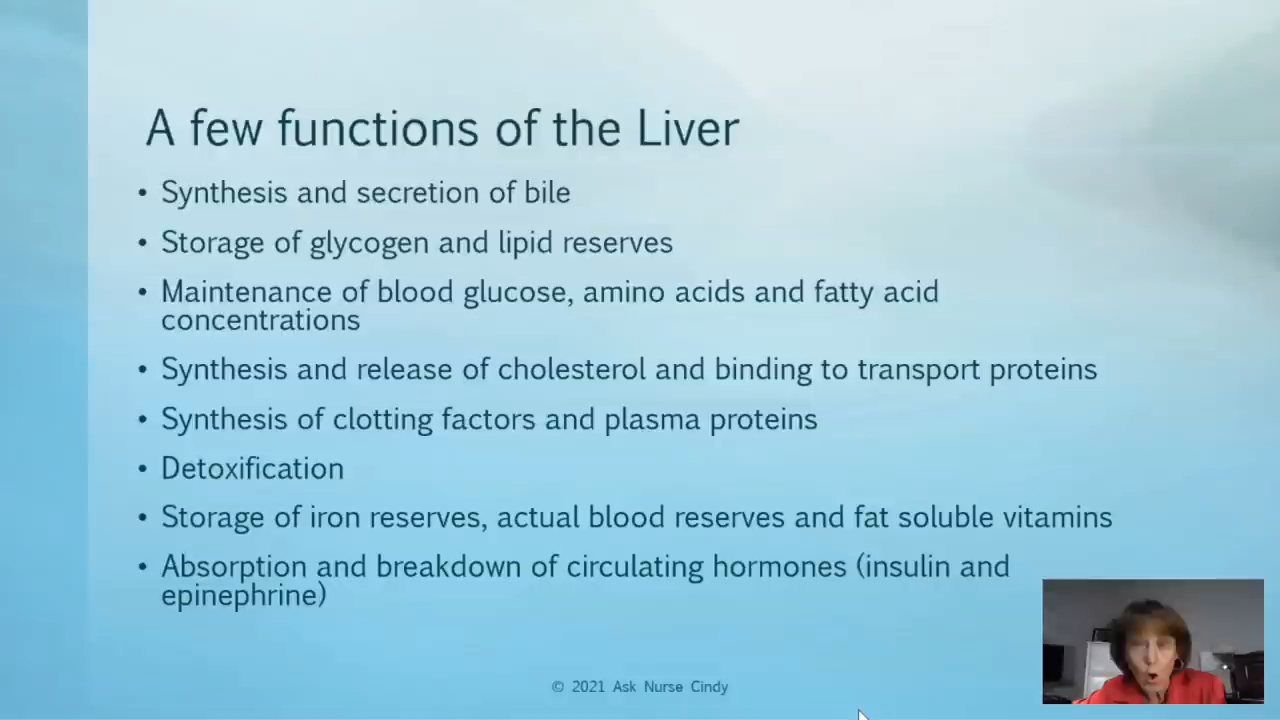 A few functions of the Liver
• Synthesis and secretion of bile
• Storage of glycogen and lipid reserves
• Maintenance of blood glucose, amino acids and fatty acid
concentrations
• Synthesis and release of cholesterol and binding to transport proteins
• Synthesis of clotting factors and plasma proteins
• Detoxification
• Storage of iron reserves, actual blood reserves and fat soluble vitamins
• Absorption and breakdown of circulating hormones (insulin and
epinephrine)
© 2021 Ask Nurse Cindy